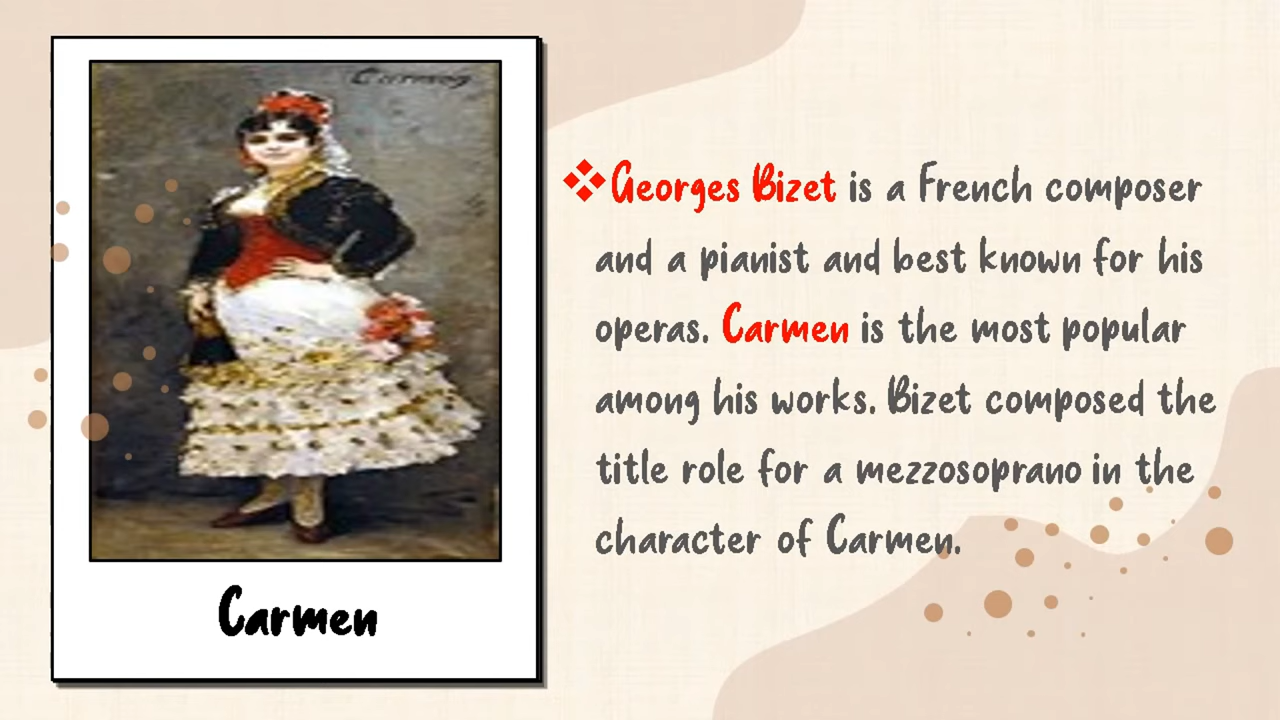 Carmen
Georges Bizet is a French composer
and a pianist and best known for his
operas. Carmen is the most popular
among his works. Bizet composed the
title role for a mezzosoprano in the
character of Carmen.
Carmen